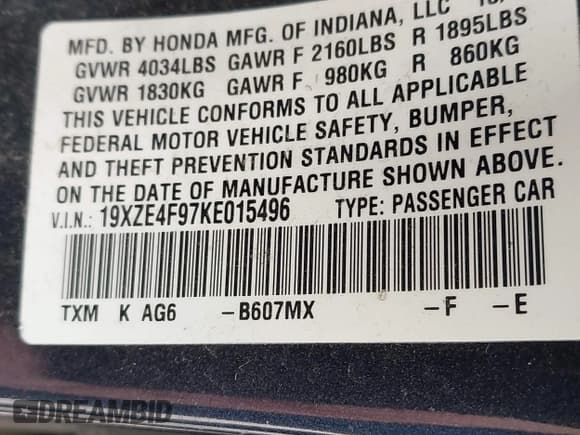 MFD. BY HONDA MFG. OF INDIANA, LLC
GVWR 4034LBS GAWR F 2160LBS R 1895LBS
GVWR 1830KG GAWR F 980KG R 860KG
THIS VEHICLE CONFORMS TO ALL APPLICABLE
FEDERAL MOTOR VEHICLE SAFETY, BUMPER,
AND THEFT PREVENTION STANDARDS IN EFFECT
ON THE DATE OF MANUFACTURE SHOWN ABOVE.
V.I.N.: 19XZE4F97KE015496 TYPE: PASSENGER CAR
TXM K AG6 -B607MX -F -E
DREAMBID